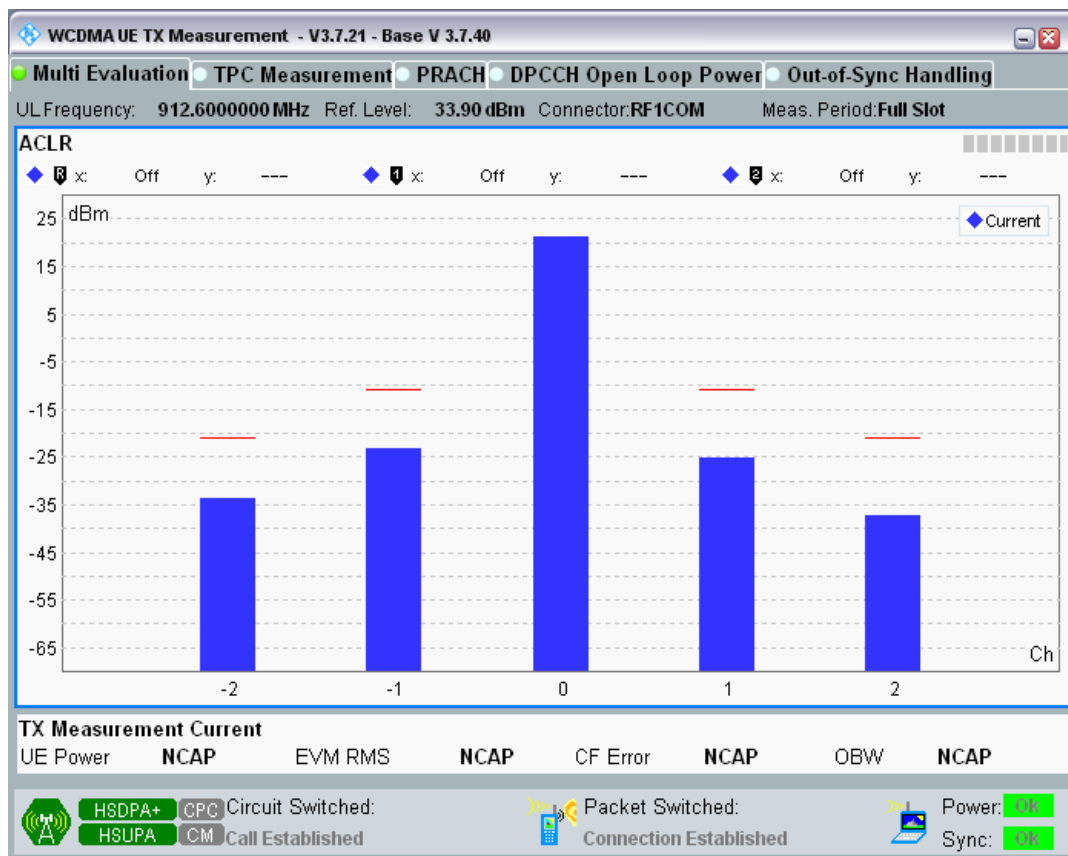 WCDMA UE TX Measurement - V3.7.21 - Base V 3.7.40
Multi Evaluation TPC Measurement PRACH DPCCH Open Loop Power Out-of-Sync Handling
UL Frequency: 912.6000000 MHz Ref. Level: 33.90 dBm Connector:RF1COM Meas. Period:Full Slot
ACLR
R x: Off y: --- 1 x: Off y: --- 2 x: Off y: ---
25 dBm Current
15
5
-5
-15
-25
-35
-45
-55
-65 Ch
-2 -1 0 1 2
TX Measurement Current
UE Power NCAP EVM RMS NCAP CF Error NCAP OBW NCAP
HSDPA+ CPC Circuit Switched: Packet Switched: Power: OK
HSUPA CM Call Established Connection Established Sync: OK